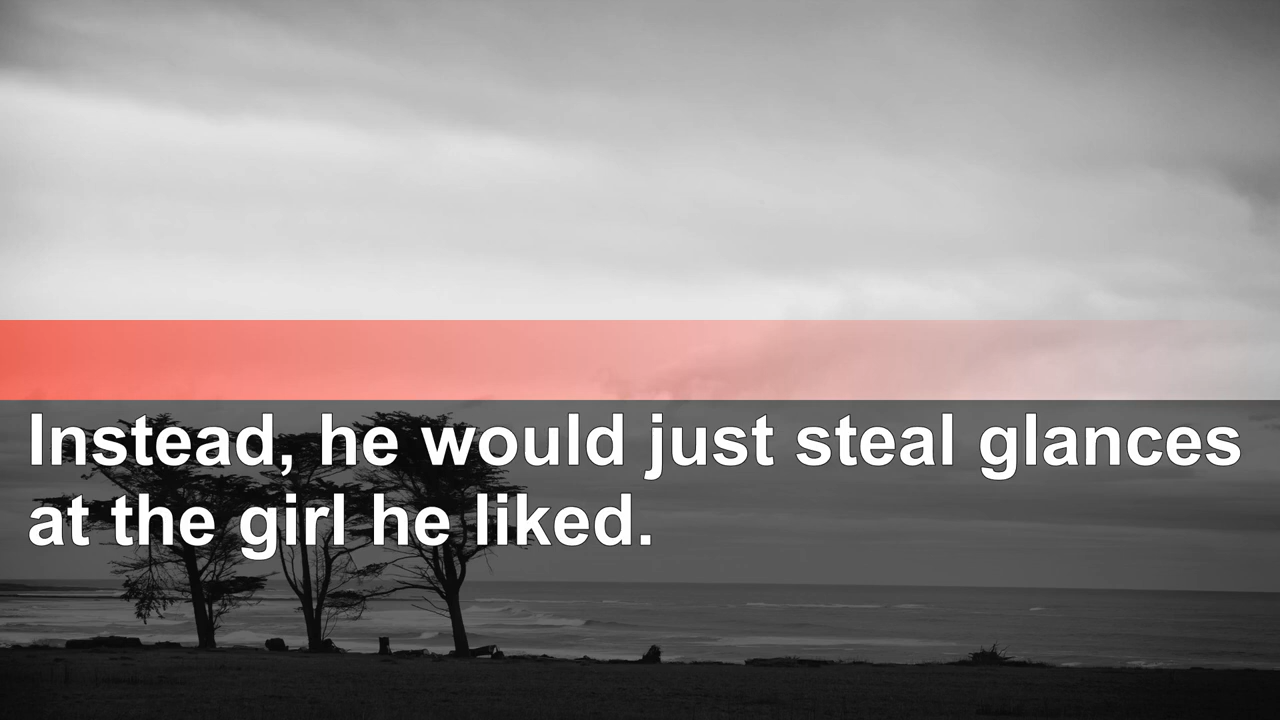 Instead, he would just steal glances
at the girl he liked.